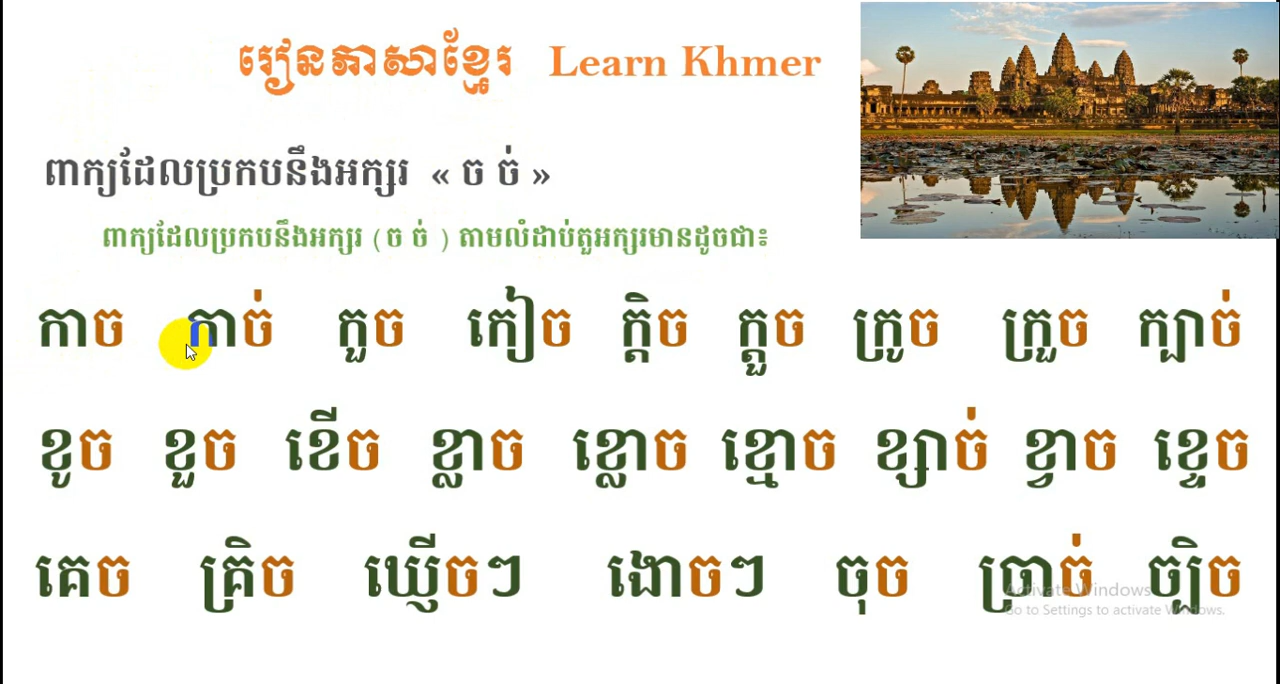 រៀនភាសាខ្មែរ Learn Khmer
ពាក្យដែលប្រកបនឹងអក្សរ « ច ច់ »
ពាក្យដែលប្រកបនឹងអក្សរ (ច ច់ ) តាមលំដាប់តួអក្សរមានដូចជា៖
កាច កាច់ កួច កៀច ក្តិច ក្តួច ក្រូច ក្រួច ក្បាច់
ខូច ខួច ខើច ខ្លាច ខ្លោច ខ្មោច ខ្សាច់ ខ្វាច ខ្ទេច
គេច គ្រិច ឃ្មើចៗ ងោចៗ ចុច ច្រាច់ ច្បិច
Activate Windows
Go to Settings to activate Windows.